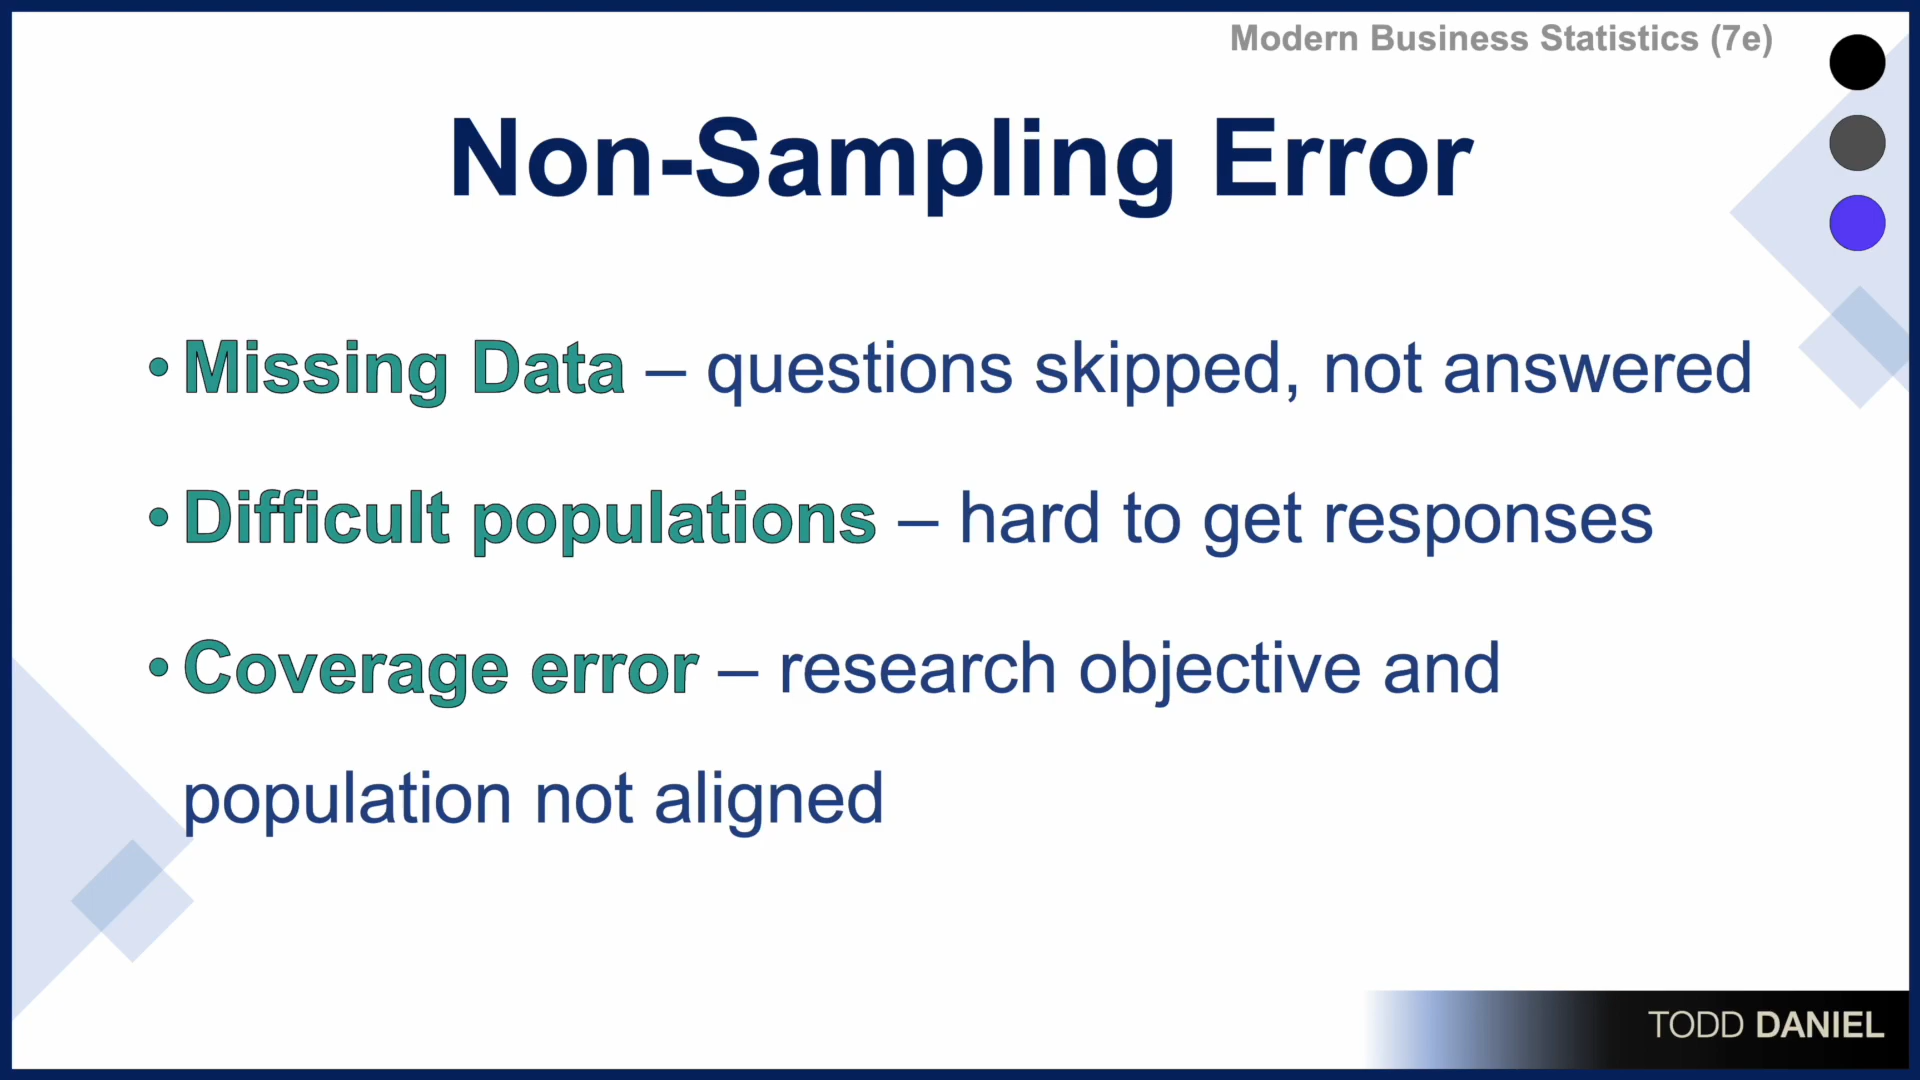 Modern Business Statistics (7e)
Non-Sampling Error
• Missing Data – questions skipped, not answered
• Difficult populations – hard to get responses
• Coverage error – research objective and
population not aligned
TODD DANIEL